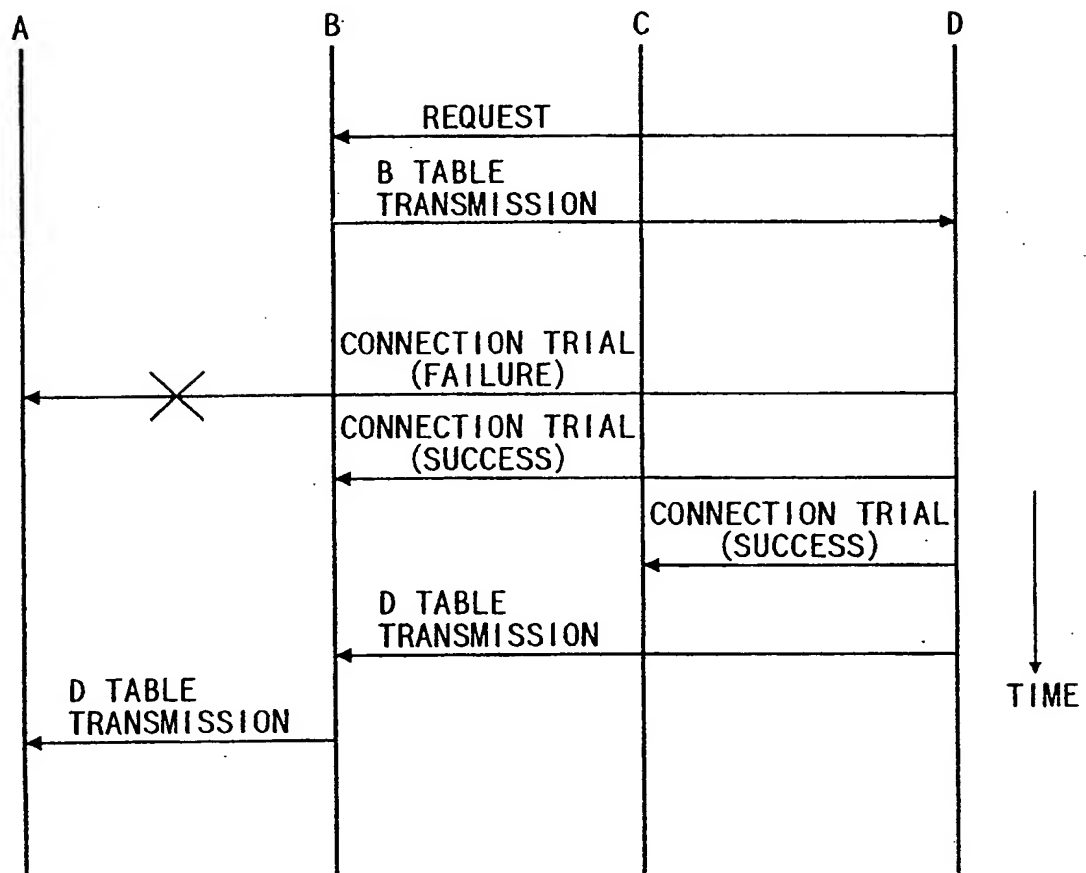 A B C D
REQUEST
B TABLE
TRANSMISSION
CONNECTION TRIAL
(FAILURE)
CONNECTION TRIAL
(SUCCESS)
CONNECTION TRIAL
(SUCCESS)
D TABLE
TRANSMISSION
TIME
D TABLE
TRANSMISSION